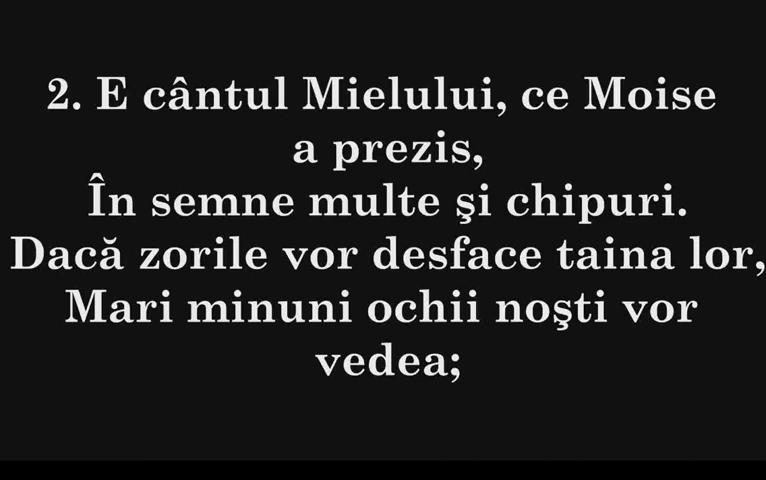 2. E cântul Mielului, ce Moise
a prezis,
În semne multe şi chipuri.
Dacă zorile vor desface taina lor,
Mari minuni ochii noşti vor
vedea;